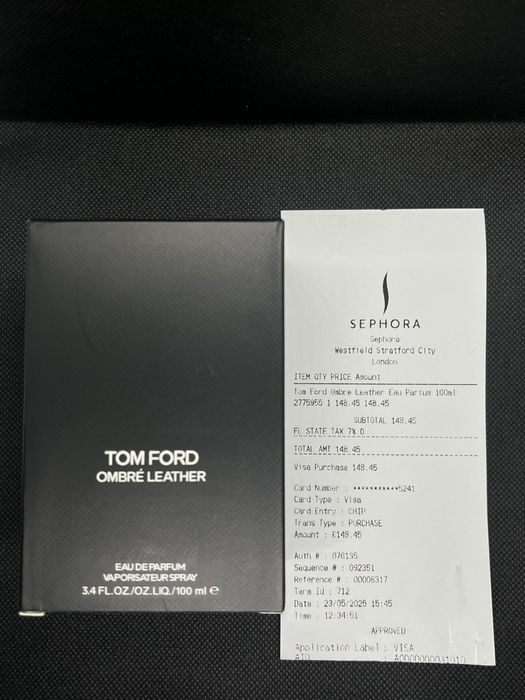 TOM FORD
OMBRÉ LEATHER
EAU DE PARFUM
VAPORISATEUR SPRAY
3.4 FL.OZ./OZ.LIQ./100 ml e
SEPHORA
Sephora
Westfield Stratford City
London
ITEM QTY PRICE Amount
Tom Ford Ombre Leather Eau Parfum 100ml
2775955 1 148.45 148.45
SUBTOTAL 148.45
FL STATE TAX 7% 0
TOTAL AMT 148.45
Visa Purchase 148.45
Card Number : ***********5241
Card Type : Visa
Card Entry : CHIP
Trans Type : PURCHASE
Amount : £148.45
Auth # : 076135
Sequence # : 092351
Reference # : 00006317
Term Id : 712
Date : 23/05/2025 15:45
Time : 12:34:51
APPROVED
Application Label : VISA
AID : A0000000031010